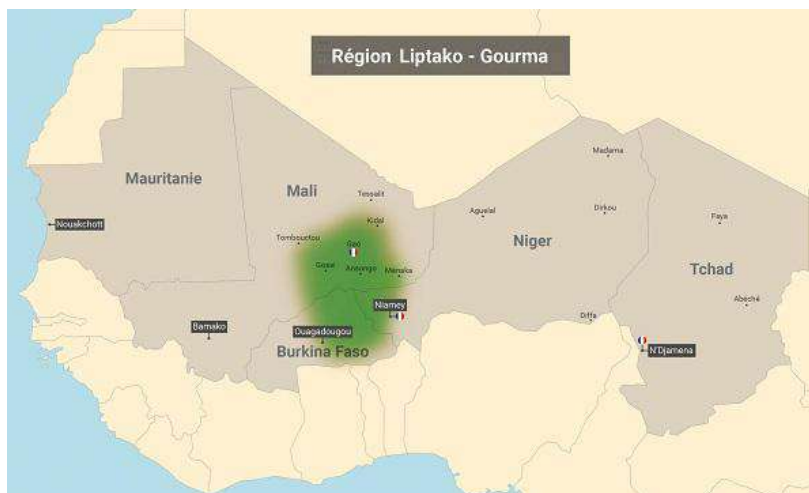 Région Liptako - Gourma
Madama
Mauritanie
Mali
Tessalit
Aguelal
Dirkou
Faya
Nouakchott
Kidal
Tombouctou
Gao
Niger
Tchad
Gossi
Ansongo
Menaka
Abéché
Niamey
Diffa
Bamako
Ouagadougou
N'Djamena
Burkina Faso